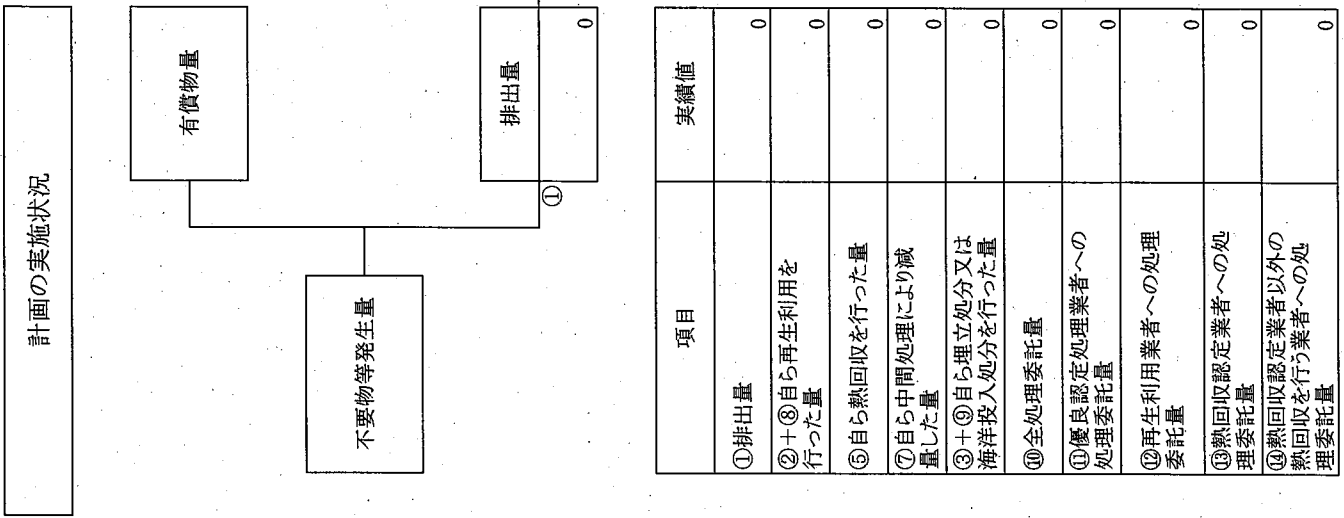 計画の実施状況
有償物量
不要物等発生量
①
排出量
0
項目 実績値
①排出量 0
②+⑧自ら再生利用を
行った量 0
⑤自ら熱回収を行った量 0
⑦自ら中間処理により減
量した量 0
③+⑨自ら埋立処分又は
海洋投入処分を行った量 0
⑩全処理委託量 0
⑪優良認定処理業者への
処理委託量 0
⑫再生利用業者への処理
委託量 0
⑬熱回収認定業者への処
理委託量 0
⑭熱回収認定業者以外の
熱回収を行う業者への処
理委託量 0